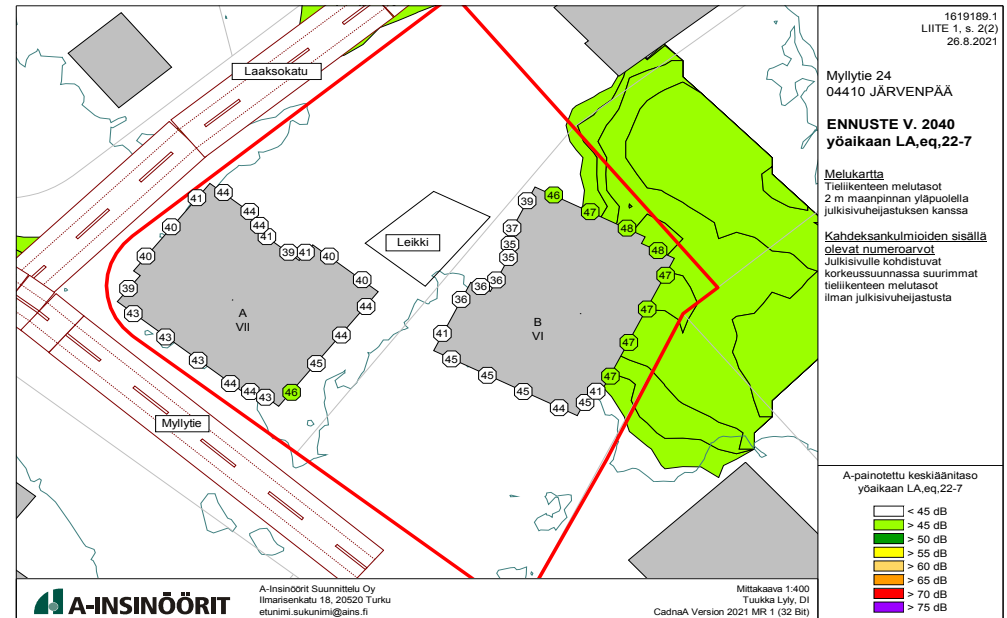 1619189.1
LIITE 1, s. 2(2)
26.8.2021
Myllytie 24
04410 JÄRVENPÄÄ
ENNUSTE V. 2040
yöaikaan LA,eq,22-7
Melukartta
Tieliikenteen melutasot
2 m maanpinnan yläpuolella
julkisivuheijastuksen kanssa
Kahdeksankulmioiden sisällä
olevat numeroarvot
Julkisivulle kohdistuvat
korkeussuunnassa suurimmat
tieliikenteen melutasot
ilman julkisivuheijastusta
Laaksokatu
Leikki
Myllytie
A
VII
41
44
44
44
41
39
41
40
40
44
44
45
46
43
44
44
43
43
43
39
40
40
B
VI
39
46
47
48
48
47
47
47
47
41
45
44
45
45
45
41
36
36
36
35
35
37
A-painotettu keskiäänitaso
yöaikaan LA,eq,22-7
< 45 dB
> 45 dB
> 50 dB
> 55 dB
> 60 dB
> 65 dB
> 70 dB
> 75 dB
A-INSINÖÖRIT
A-Insinöörit Suunnittelu Oy
Ilmarisenkatu 18, 20520 Turku
etunimi.sukunimi@ains.fi
Mittakaava 1:400
Tuukka Lyly, DI
CadnaA Version 2021 MR 1 (32 Bit)